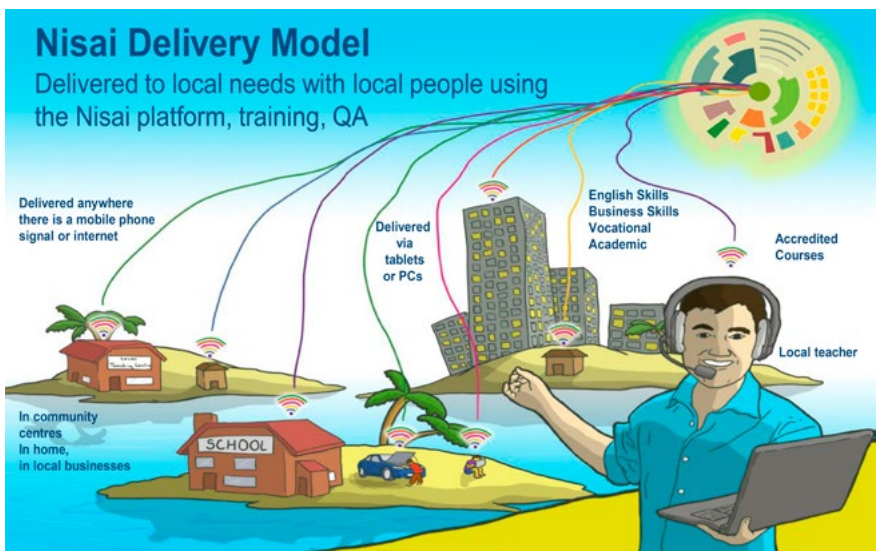 Nisai Delivery Model
Delivered to local needs with local people using
the Nisai platform, training, QA
Delivered anywhere
there is a mobile phone
signal or internet
Delivered
via
tablets
or PCs
English Skills
Business Skills
Vocational
Academic
Accredited
Courses
Local teacher
Local
In community
centres
In home,
in local businesses
SCHOOL